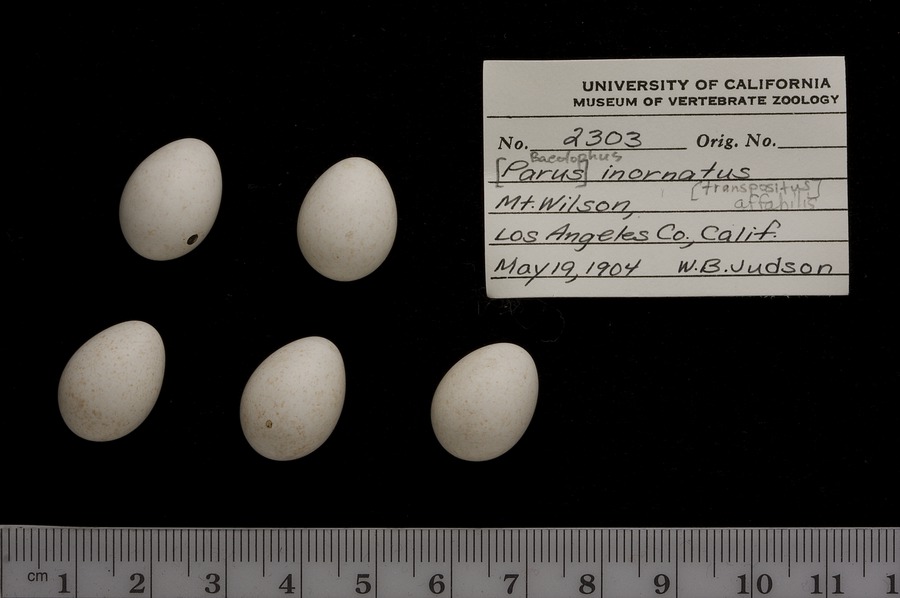 UNIVERSITY OF CALIFORNIA
MUSEUM OF VERTEBRATE ZOOLOGY
No. 2303 Orig. No.
Baeolophus
[Parus] inornatus
[transpositus]
Mt. Wilson, affabilis
Los Angeles Co., Calif.
May 19, 1904 W.B. Judson
cm 1 2 3 4 5 6 7 8 9 10 11 1